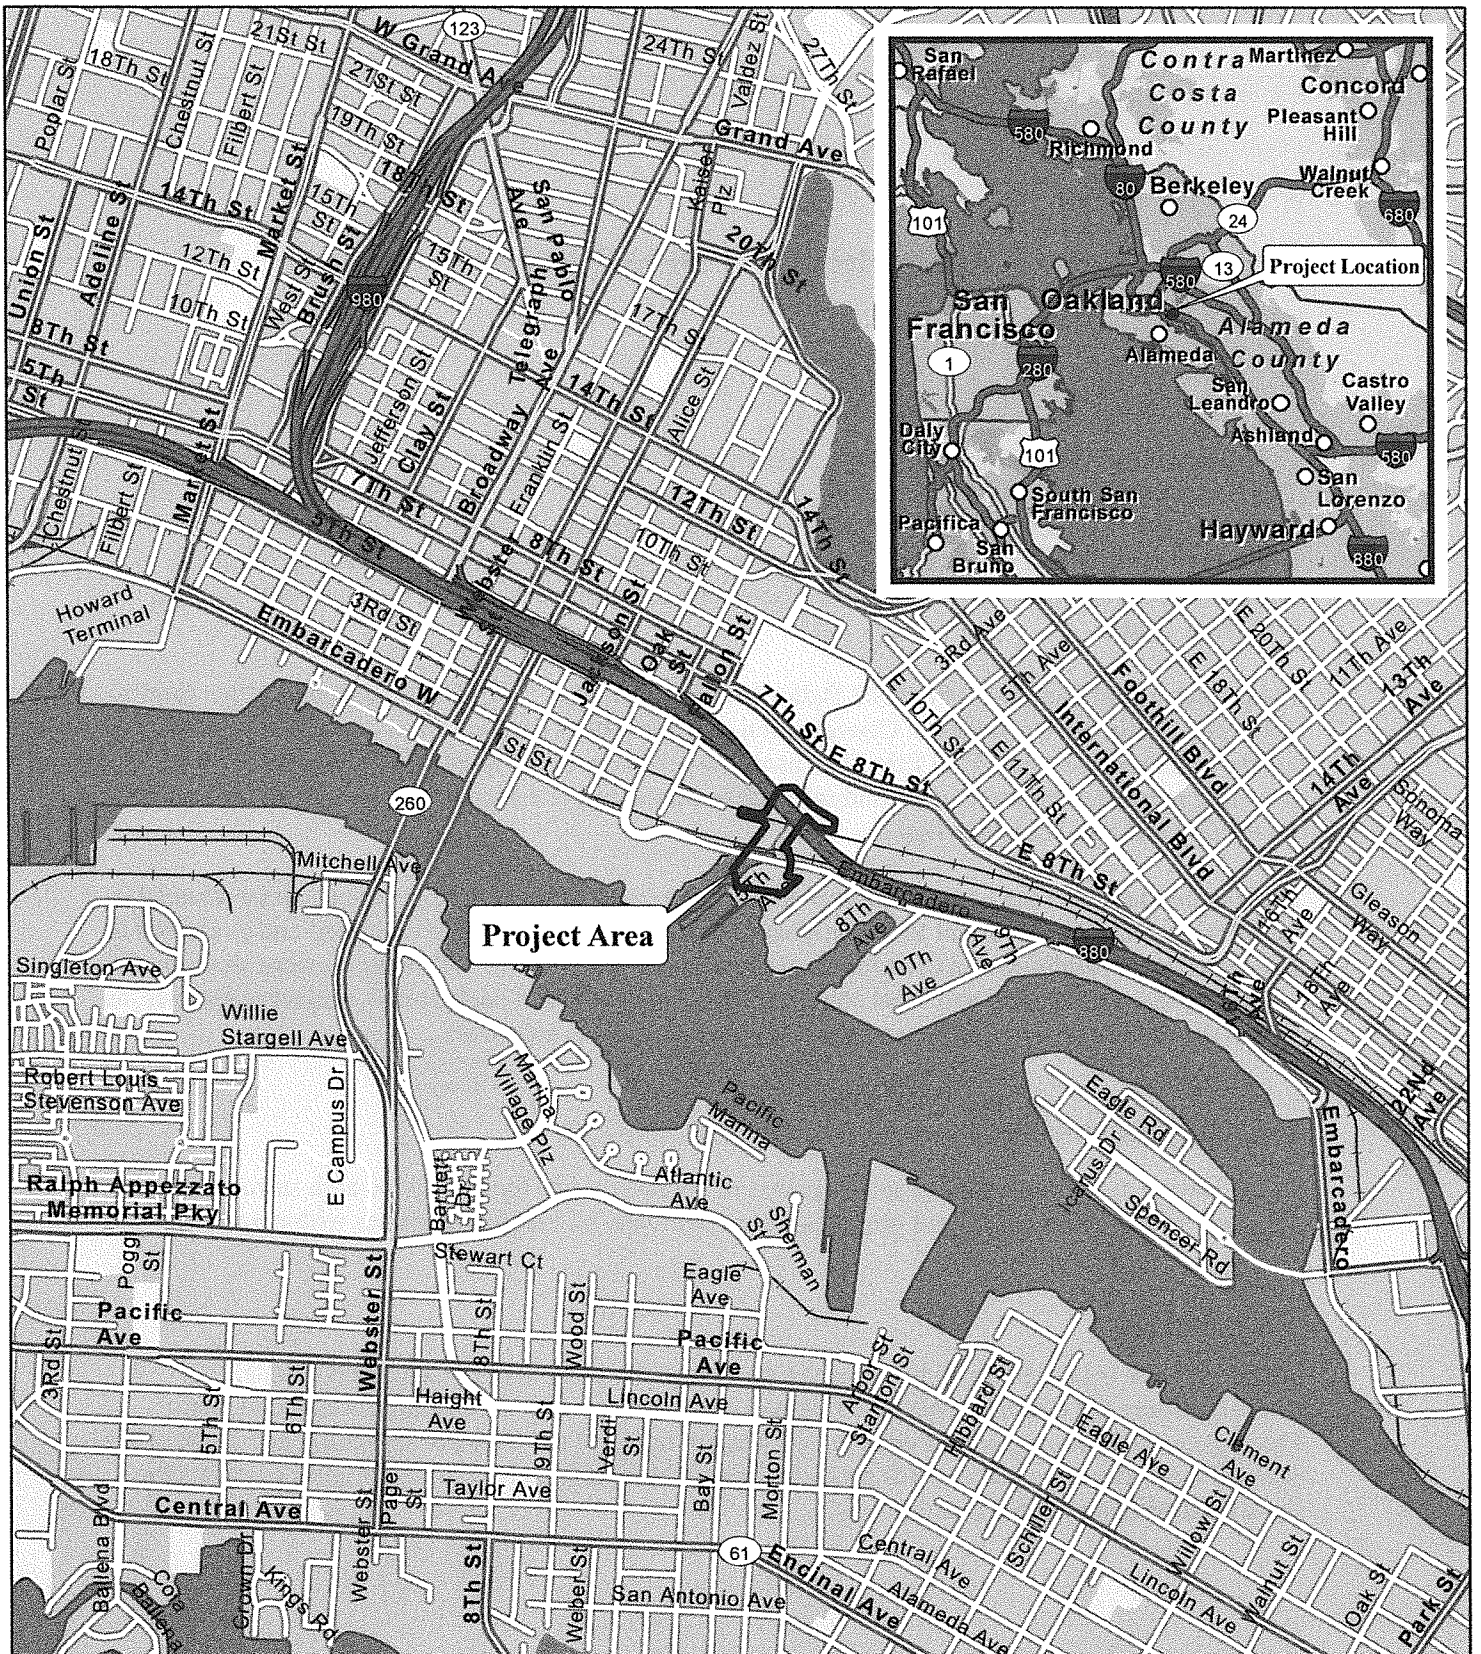 123
21St St
W Grand Ave
24Th St
Valdez St
27Th St
18Th St
Chestnut St
Filbert St
Poplar St
21St St
19Th St
18Th St
Grand Ave
Kaiser
Plz
14Th St
Market St
15Th
St
Brush St
West St
Union St
Adeline St
12Th St
10Th St
980
San Pablo
Ave
15Th
St
Telegraph
Ave
20Th St
17Th St
8Th St
5Th
St
Jefferson St
Clay St
Broadway
Franklin St
14Th St
Alice St
Market St
Chestnut St
Filbert St
7Th St
5Th St
12Th St
14Th St
8Th St
10Th St
Webster
St
Jackson St
Oak
St
Fallon St
Howard
Terminal
3Rd St
Embarcadero W
1St St
7Th St
E 8Th St
3Rd Ave
5Th Ave
E 10Th St
E 11Th St
Foothill Blvd
International Blvd
E 18Th St
E 20Th St
11Th Ave
13Th
Ave
14Th
Ave
Sonoma
Way
Gleason
Way
16Th
Ave
18Th
Ave
E 8Th St
260
Mitchell Ave
5Th
Embarcadero
8Th
Ave
9Th
Ave
10Th
Ave
880
Project Area
22Nd
Ave
Singleton Ave
Willie
Stargell Ave
Robert Louis
Stevenson Ave
E Campus Dr
Marina
Village Plz
Pacific
Marina
Eagle Rd
Icarus Dr
Spencer Rd
Embarcadero
Ralph Appezzato
Memorial Pky
Poggi
St
Bartlett
Dr
Atlantic
Ave
Sherman
St
Stewart Ct
Eagle
Ave
Webster St
Pacific
Ave
3Rd St
5Th St
6Th St
8Th St
Wood St
Pacific
Ave
Haight
Ave
Lincoln Ave
Arbor St
Stanton St
Hibbard St
Eagle Ave
Clement
Ave
9Th St
Verdi
St
Bay St
Morton St
Taylor Ave
Page
St
Central Ave
Ballena Blvd
Cola
Ballena
Crown Dr
Kings Rd
Webster St
8Th St
Weber St
San Antonio Ave
61
Encinal Ave
Central Ave
Alameda Ave
Schiller St
Lincoln Ave
Willow St
Walnut St
Oak St
Park St
San
Rafael
Contra
Costa
County
Martinez
Concord
Pleasant
Hill
580
Richmond
80
Berkeley
Walnut
Creek
680
101
24
13
580
Project Location
San
Francisco
Oakland
Alameda
Alameda
County
1
280
San
Leandro
Castro
Valley
Daly
City
101
Ashland
580
San
Lorenzo
South San
Francisco
Pacifica
San
Bruno
Hayward
880